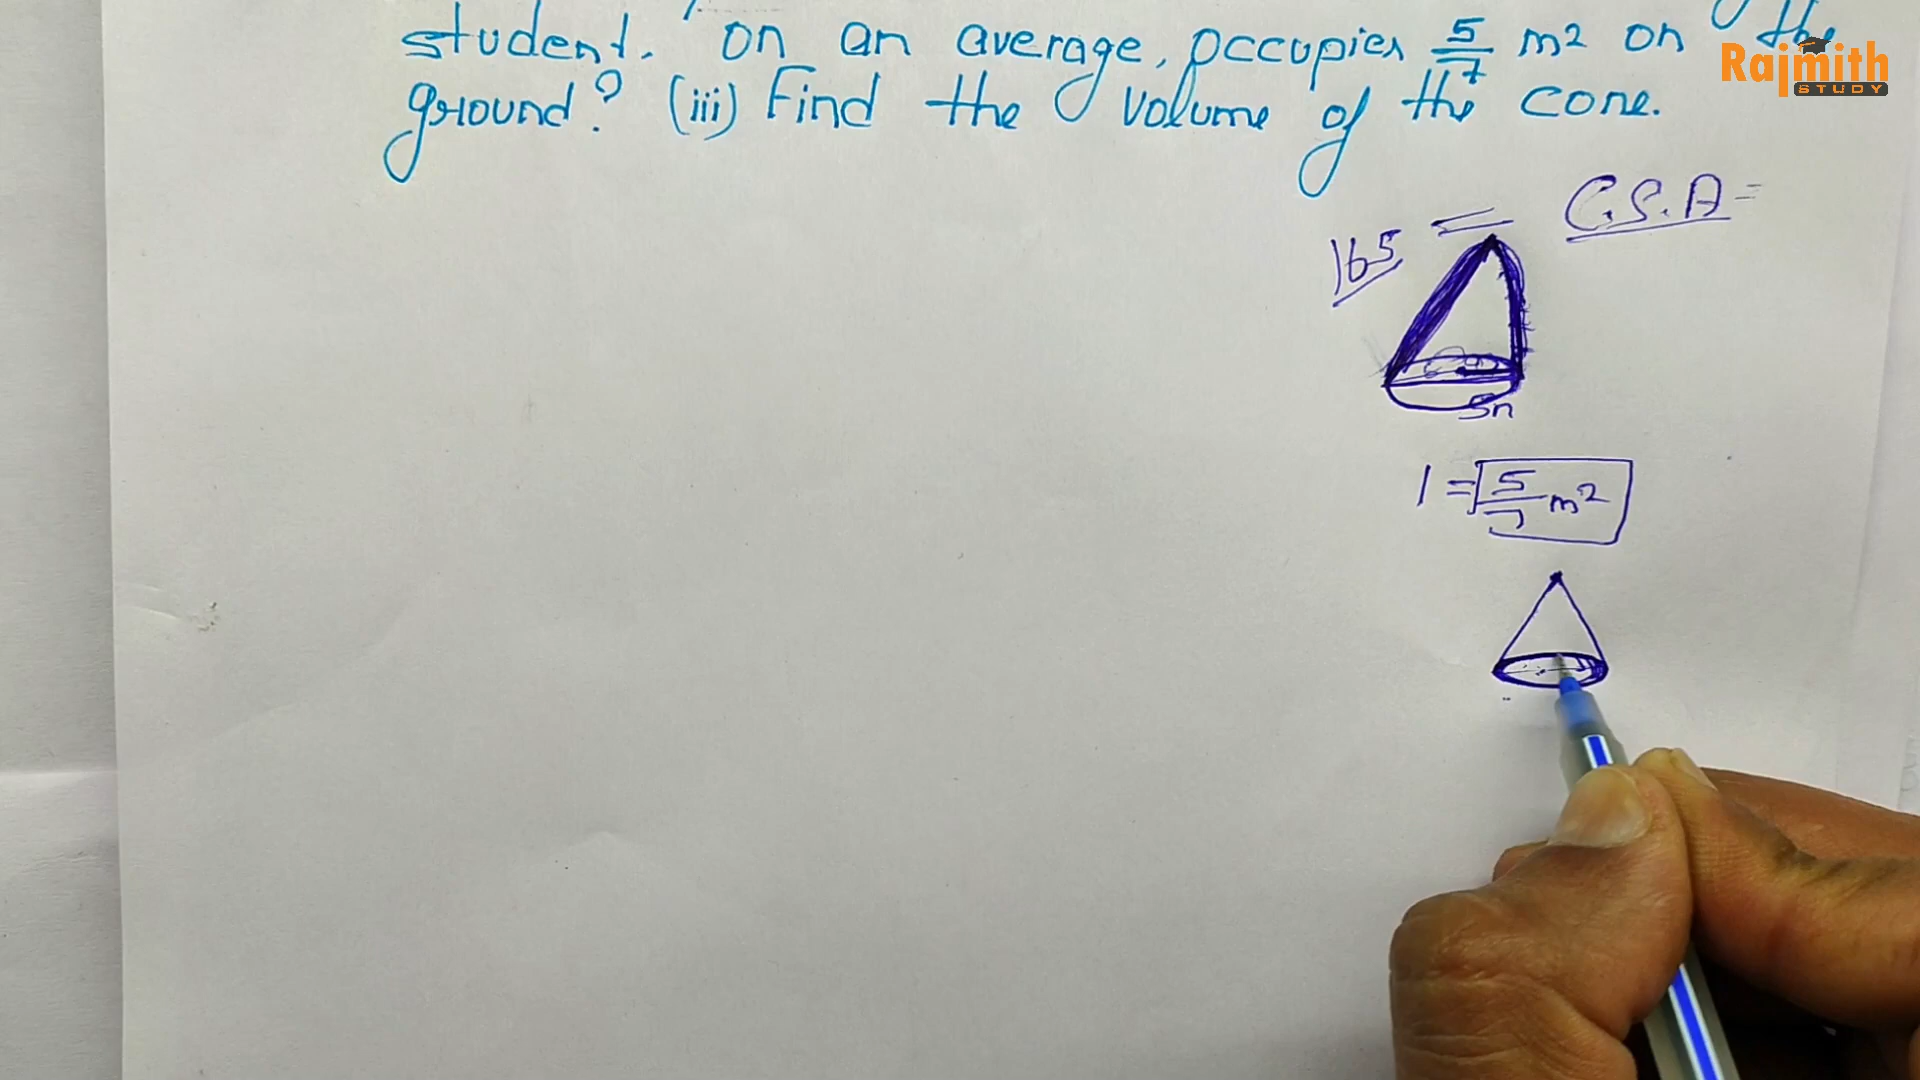 student. on an average, occupies 5/7 m² on the
ground? (iii) Find the volume of the cone.
Rajmith
STUDY
C.S.A =
165
5m
1 = 5/7 m²